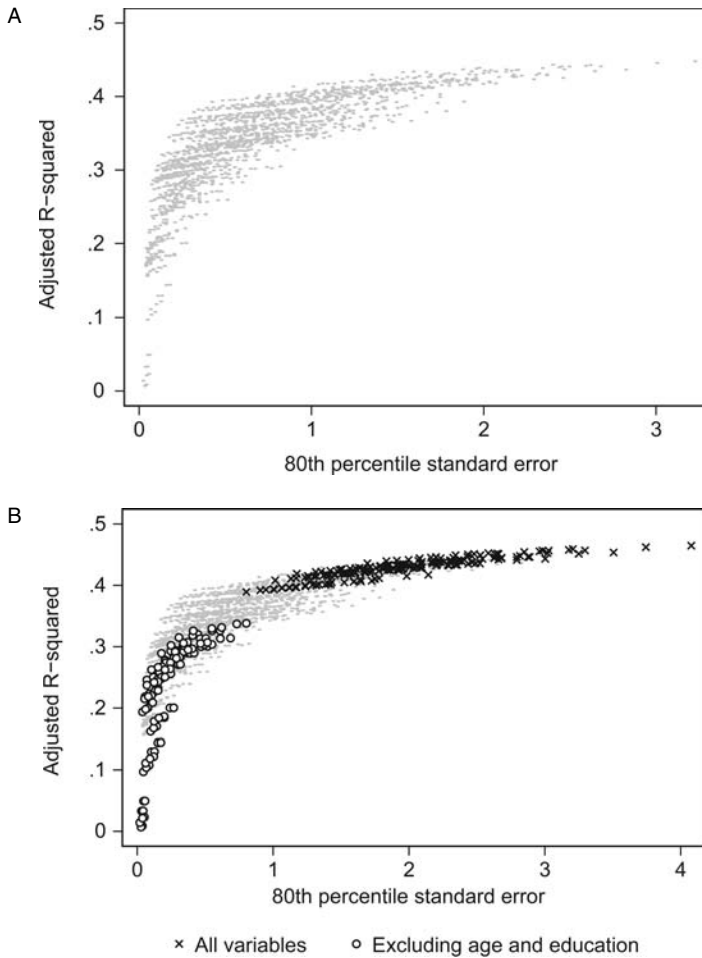 A
Adjusted R−squared
.5
.4
.3
.2
.1
0
0 1 2 3
80th percentile standard error
B
Adjusted R−squared
.5
.4
.3
.2
.1
0
0 1 2 3 4
80th percentile standard error
× All variables o Excluding age and education